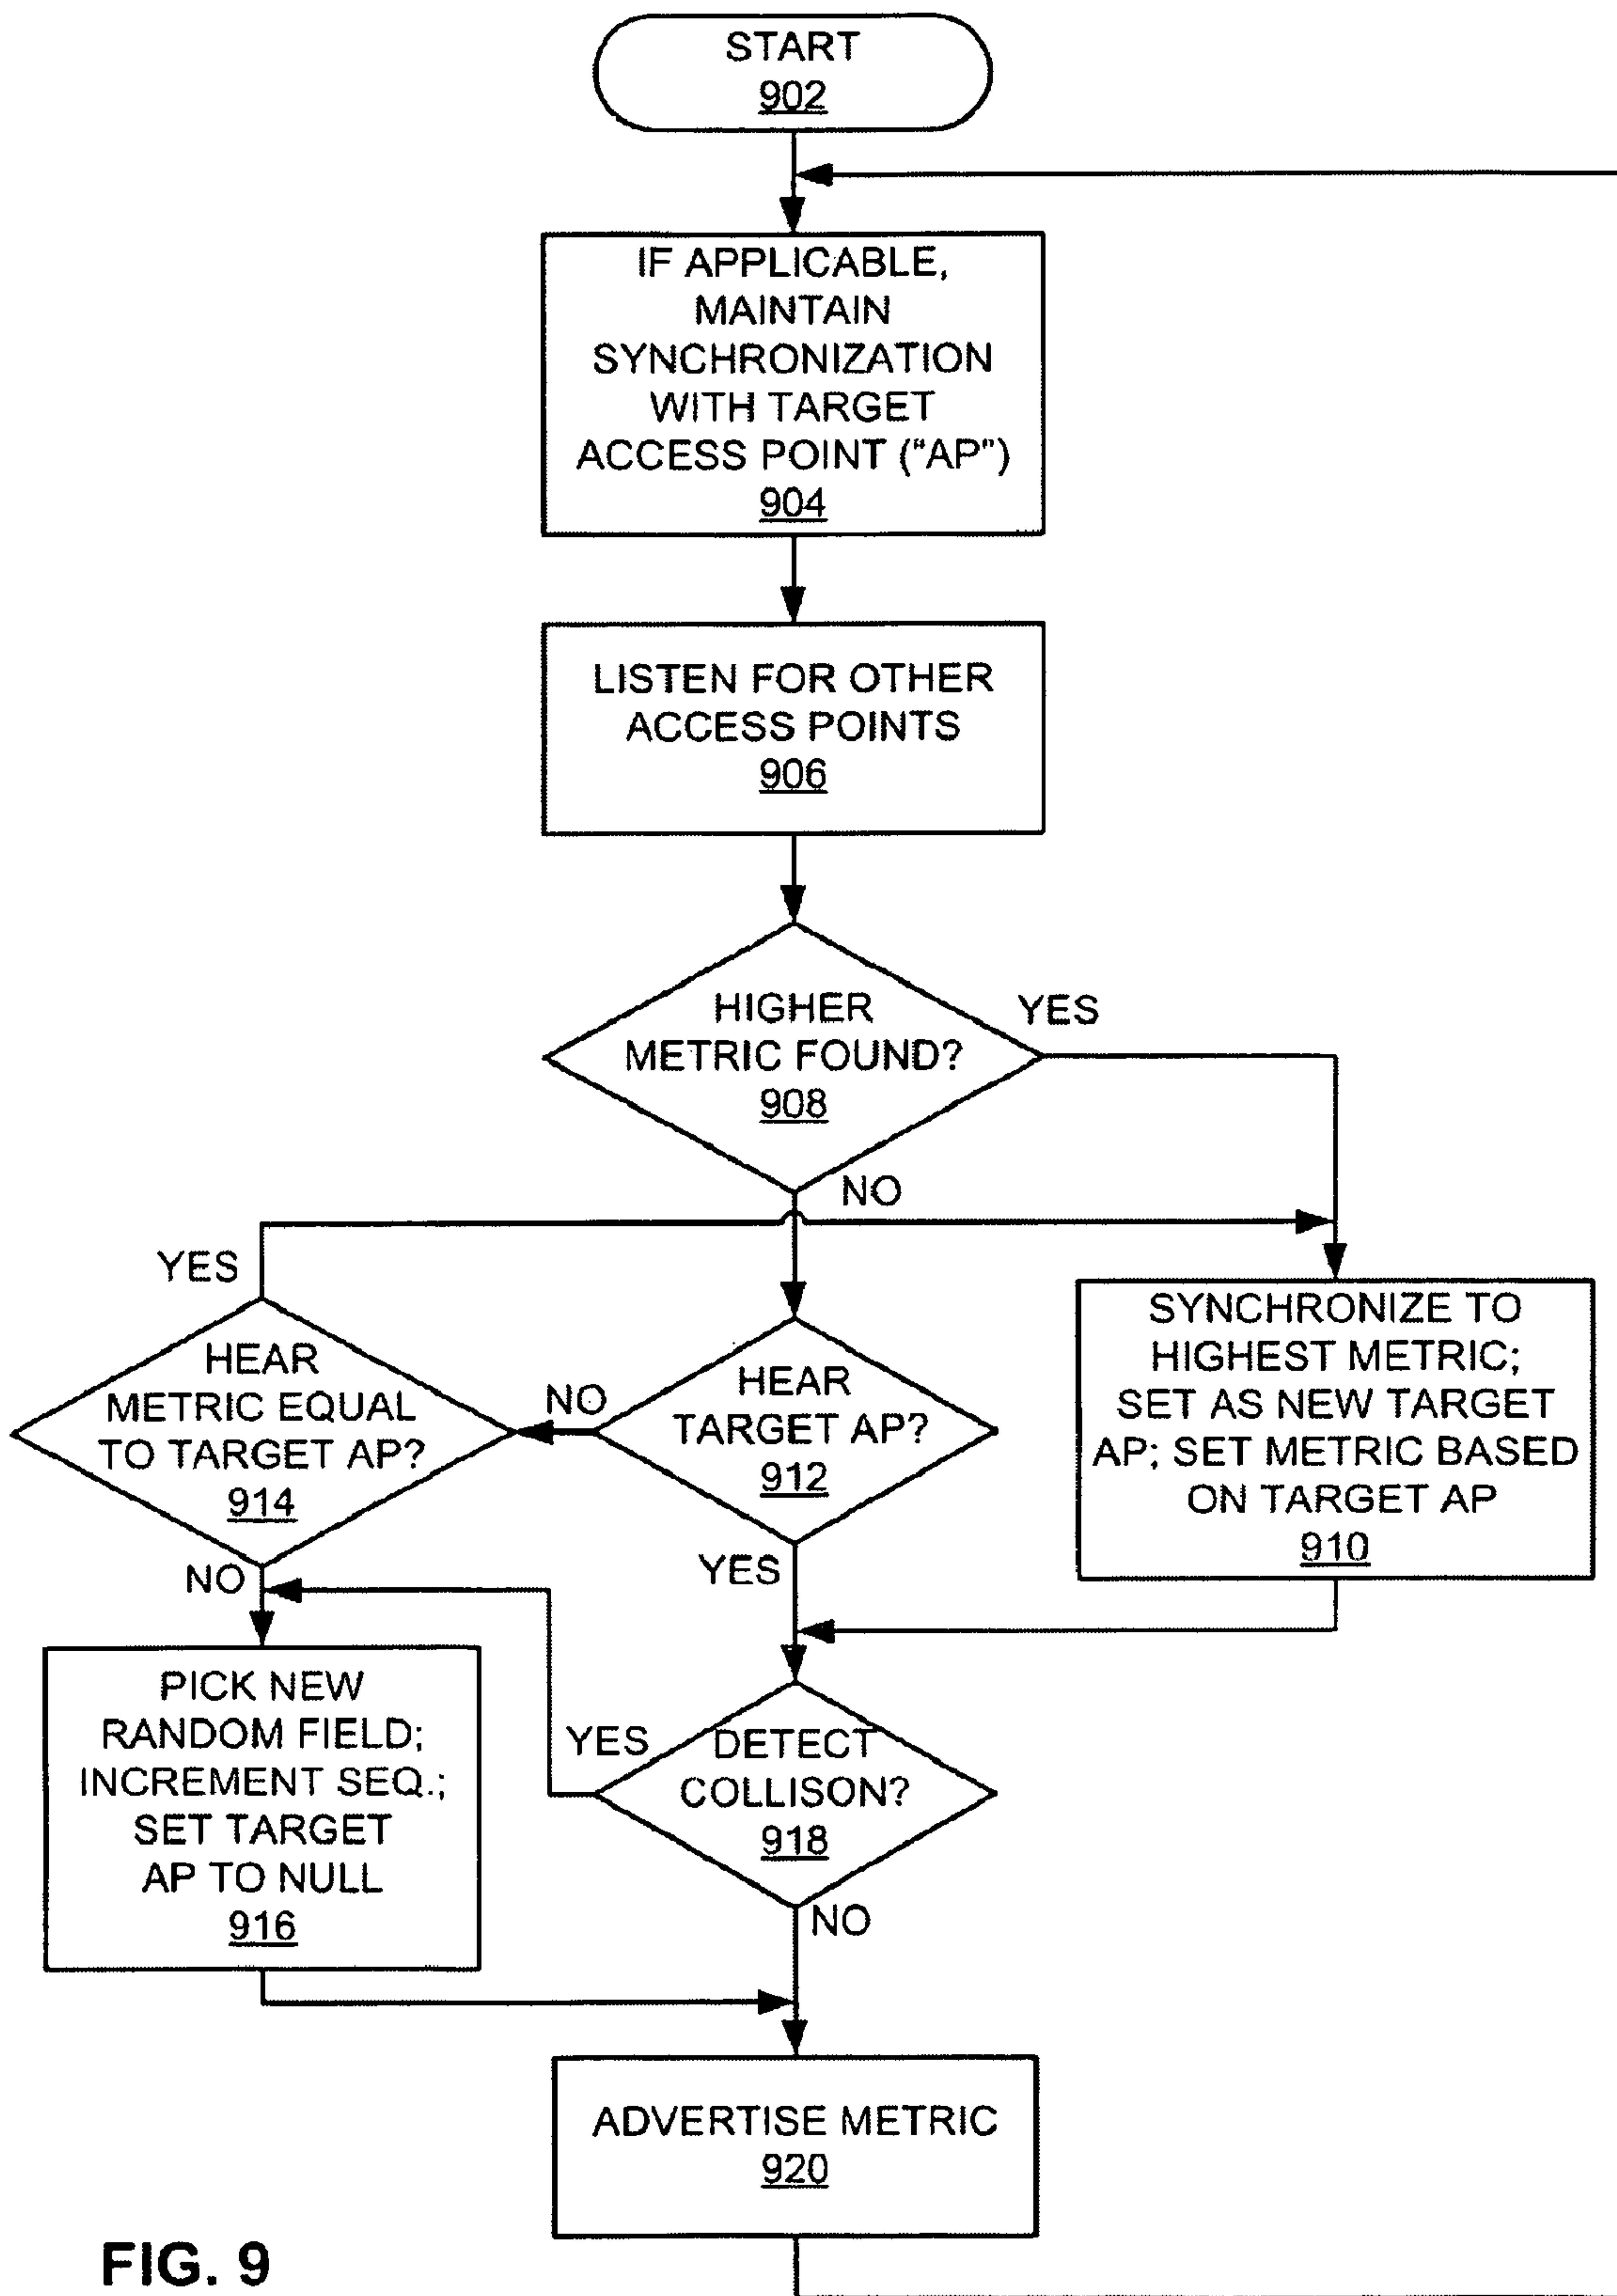 START
902
IF APPLICABLE,
MAINTAIN
SYNCHRONIZATION
WITH TARGET
ACCESS POINT ("AP")
904
LISTEN FOR OTHER
ACCESS POINTS
906
HIGHER
METRIC FOUND?
908
YES
NO
YES
HEAR
METRIC EQUAL
TO TARGET AP?
914
NO
HEAR
TARGET AP?
912
SYNCHRONIZE TO
HIGHEST METRIC;
SET AS NEW TARGET
AP; SET METRIC BASED
ON TARGET AP
910
NO
YES
PICK NEW
RANDOM FIELD;
INCREMENT SEQ.;
SET TARGET
AP TO NULL
916
YES
DETECT
COLLISON?
918
NO
ADVERTISE METRIC
920
FIG. 9